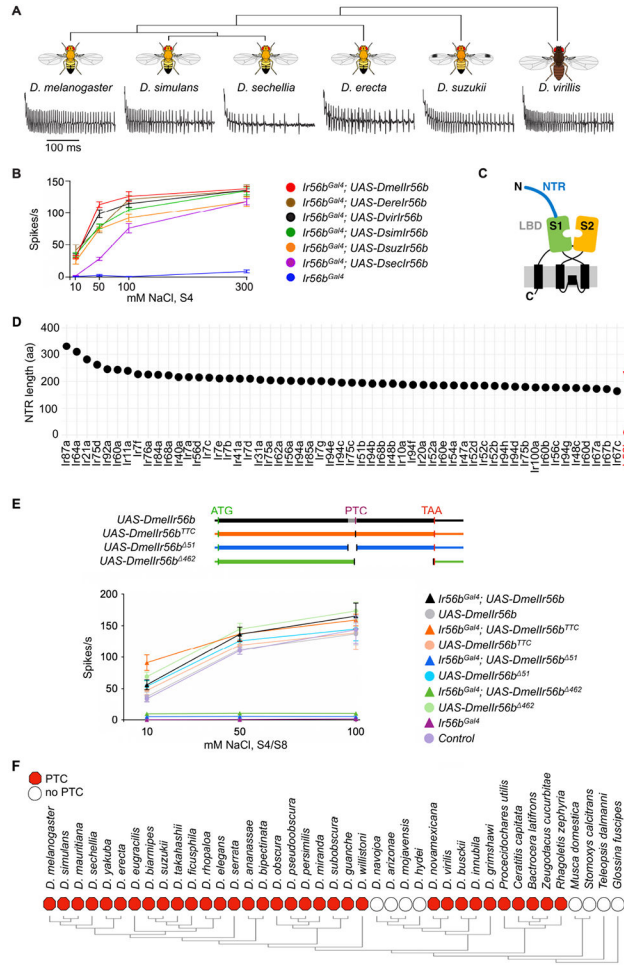 A
D. melanogaster D. simulans D. sechellia D. erecta D. suzukii D. virillis
100 ms
B
Spikes/s
150
100
50
0
10 50 100 300
mM NaCl, S4
Ir56bGal4; UAS-DmelIr56b
Ir56bGal4; UAS-DereIr56b
Ir56bGal4; UAS-DvirIr56b
Ir56bGal4; UAS-DsimIr56b
Ir56bGal4; UAS-DsuzIr56b
Ir56bGal4; UAS-DsecIr56b
Ir56bGal4
C
N NTR
LBD S1 S2
C
D
NTR length (aa)
400
300
200
100
0
Ir87a Ir64a Ir21a Ir75d Ir92a Ir60a Ir11a Ir7f Ir76a Ir84a Ir68a Ir40a Ir7a Ir56d Ir7c Ir7e Ir7b Ir41a Ir7d Ir31a Ir75a Ir62a Ir56a Ir94a Ir85a Ir7g Ir94e Ir94c Ir75c Ir51b Ir94b Ir68b Ir48b Ir10a Ir94f Ir20a Ir52a Ir60e Ir54a Ir47a Ir52d Ir52c Ir52b Ir94h Ir94d Ir75b Ir100a Ir60b Ir56c Ir94g Ir48c Ir60d Ir67a Ir67b Ir67c
E
ATG PTC TAA
UAS-DmelIr56b
UAS-DmelIr56bTTC
UAS-DmelIr56bΔ51
UAS-DmelIr56bΔ462
Spikes/s
200
150
100
50
0
10 50 100
mM NaCl, S4/S8
Ir56bGal4; UAS-DmelIr56b
UAS-DmelIr56b
Ir56bGal4; UAS-DmelIr56bTTC
UAS-DmelIr56bTTC
Ir56bGal4; UAS-DmelIr56bΔ51
UAS-DmelIr56bΔ51
Ir56bGal4; UAS-DmelIr56bΔ462
UAS-DmelIr56bΔ462
Ir56bGal4
Control
F
PTC
no PTC
D. melanogaster D. simulans D. mauritiana D. sechellia D. yakuba D. erecta D. eugracilis D. biarmipes D. suzukii D. takahashii D. ficusphila D. rhopaloa D. elegans D. serrata D. ananassae D. bipectinata D. obscura D. pseudoobscura D. persimilis D. miranda D. subobscura D. guanche D. willistoni D. navojoa D. arizonae D. mojavensis D. hydei D. novamexicana D. virilis D. busckii D. innubila D. grimshawi Procecidochares utilis Ceratitis capitata Bactrocera latifrons Zeugodacus cucurbitae Rhagoletis zephyria Musca domestica Stomoxys calcitrans Teleopsis dalmanni Glossina fuscipes